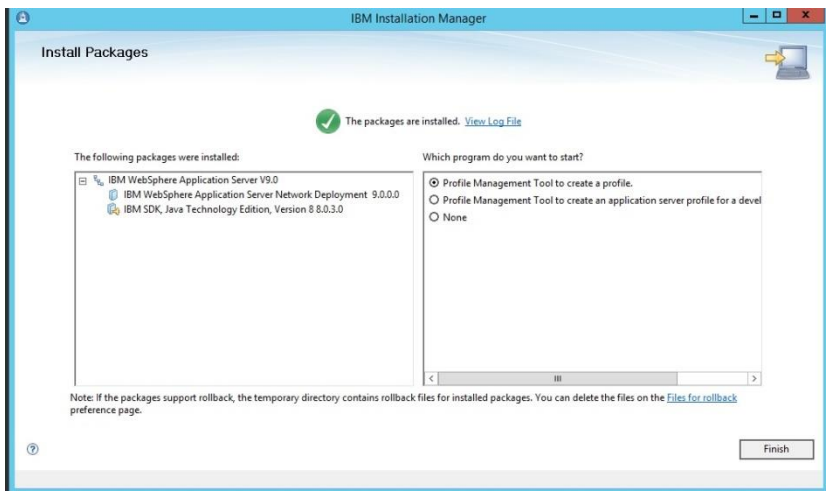 IBM Installation Manager
Install Packages
The packages are installed. View Log File
The following packages were installed:
IBM WebSphere Application Server V9.0
IBM WebSphere Application Server Network Deployment 9.0.0.0
IBM SDK, Java Technology Edition, Version 8 8.0.3.0
Which program do you want to start?
Profile Management Tool to create a profile.
Profile Management Tool to create an application server profile for a devel
None
Note: If the packages support rollback, the temporary directory contains rollback files for installed packages. You can delete the files on the Files for rollback
preference page.
Finish